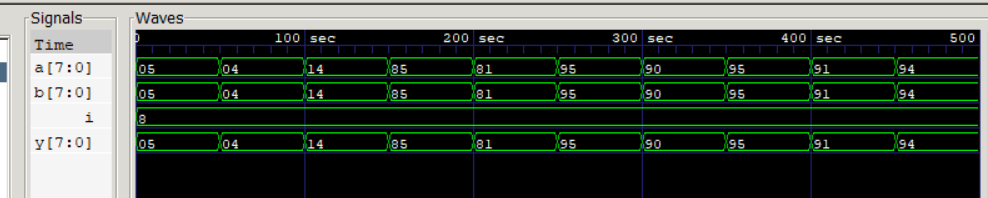 Signals Waves
Time 0 100 sec 200 sec 300 sec 400 sec 500
a[7:0] 05 04 14 85 81 95 90 95 91 94
b[7:0] 05 04 14 85 81 95 90 95 91 94
i 8
y[7:0] 05 04 14 85 81 95 90 95 91 94